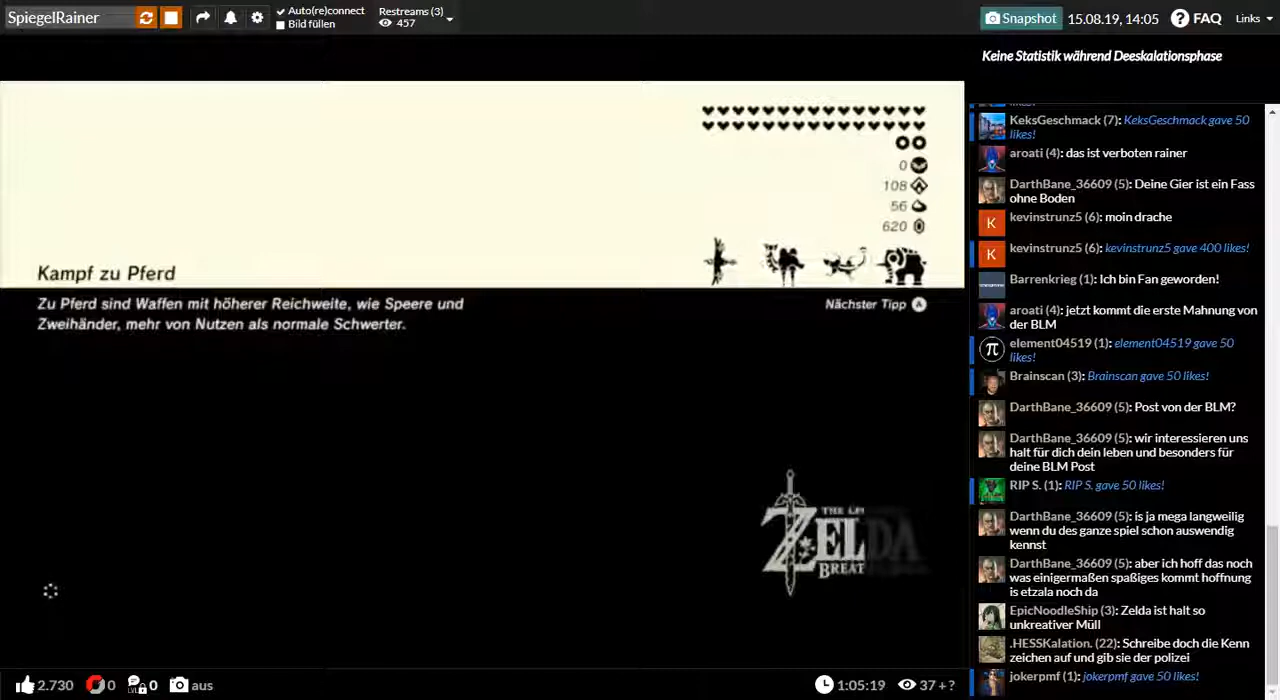 SpiegelRainer
Auto(re)connect
Bild füllen
Restreams (3)
457
Snapshot
15.08.19, 14:05
FAQ
Links
Keine Statistik während Deeskalationsphase
0
108
56
620
Kampf zu Pferd
Zu Pferd sind Waffen mit höherer Reichweite, wie Speere und
Zweihänder, mehr von Nutzen als normale Schwerter.
Nächster Tipp A
THE
ZELDA
BREAT
2.730
0
LVL
0
aus
1:05:19
37 + ?
likes!
KeksGeschmack (7): KeksGeschmack gave 50
likes!
aroati (4): das ist verboten rainer
DarthBane_36609 (5): Deine Gier ist ein Fass
ohne Boden
K
kevinstrunz5 (6): moin drache
K
kevinstrunz5 (6): kevinstrunz5 gave 400 likes!
Barrenkrieg (1): Ich bin Fan geworden!
aroati (4): jetzt kommt die erste Mahnung von
der BLM
π
element04519 (1): element04519 gave 50
likes!
Brainscan (3): Brainscan gave 50 likes!
DarthBane_36609 (5): Post von der BLM?
DarthBane_36609 (5): wir interessieren uns
halt für dich dein leben und besonders für
deine BLM Post
RIP S. (1): RIP S. gave 50 likes!
DarthBane_36609 (5): is ja mega langweilig
wenn du des ganze spiel schon auswendig
kennst
DarthBane_36609 (5): aber ich hoff das noch
was einigermaßen spaßiges kommt hoffnung
is etzala noch da
EpicNoodleShip (3): Zelda ist halt so
unkreativer Müll
.HESSKalation. (22): Schreibe doch die Kenn
zeichen auf und gib sie der polizei
jokerpmf (1): jokerpmf gave 50 likes!